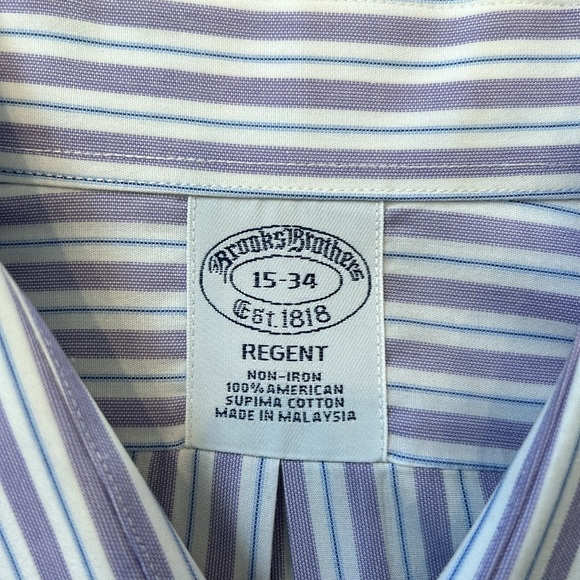 Brooks Brothers
15-34
Est. 1818
REGENT
NON-IRON
100% AMERICAN
SUPIMA COTTON
MADE IN MALAYSIA